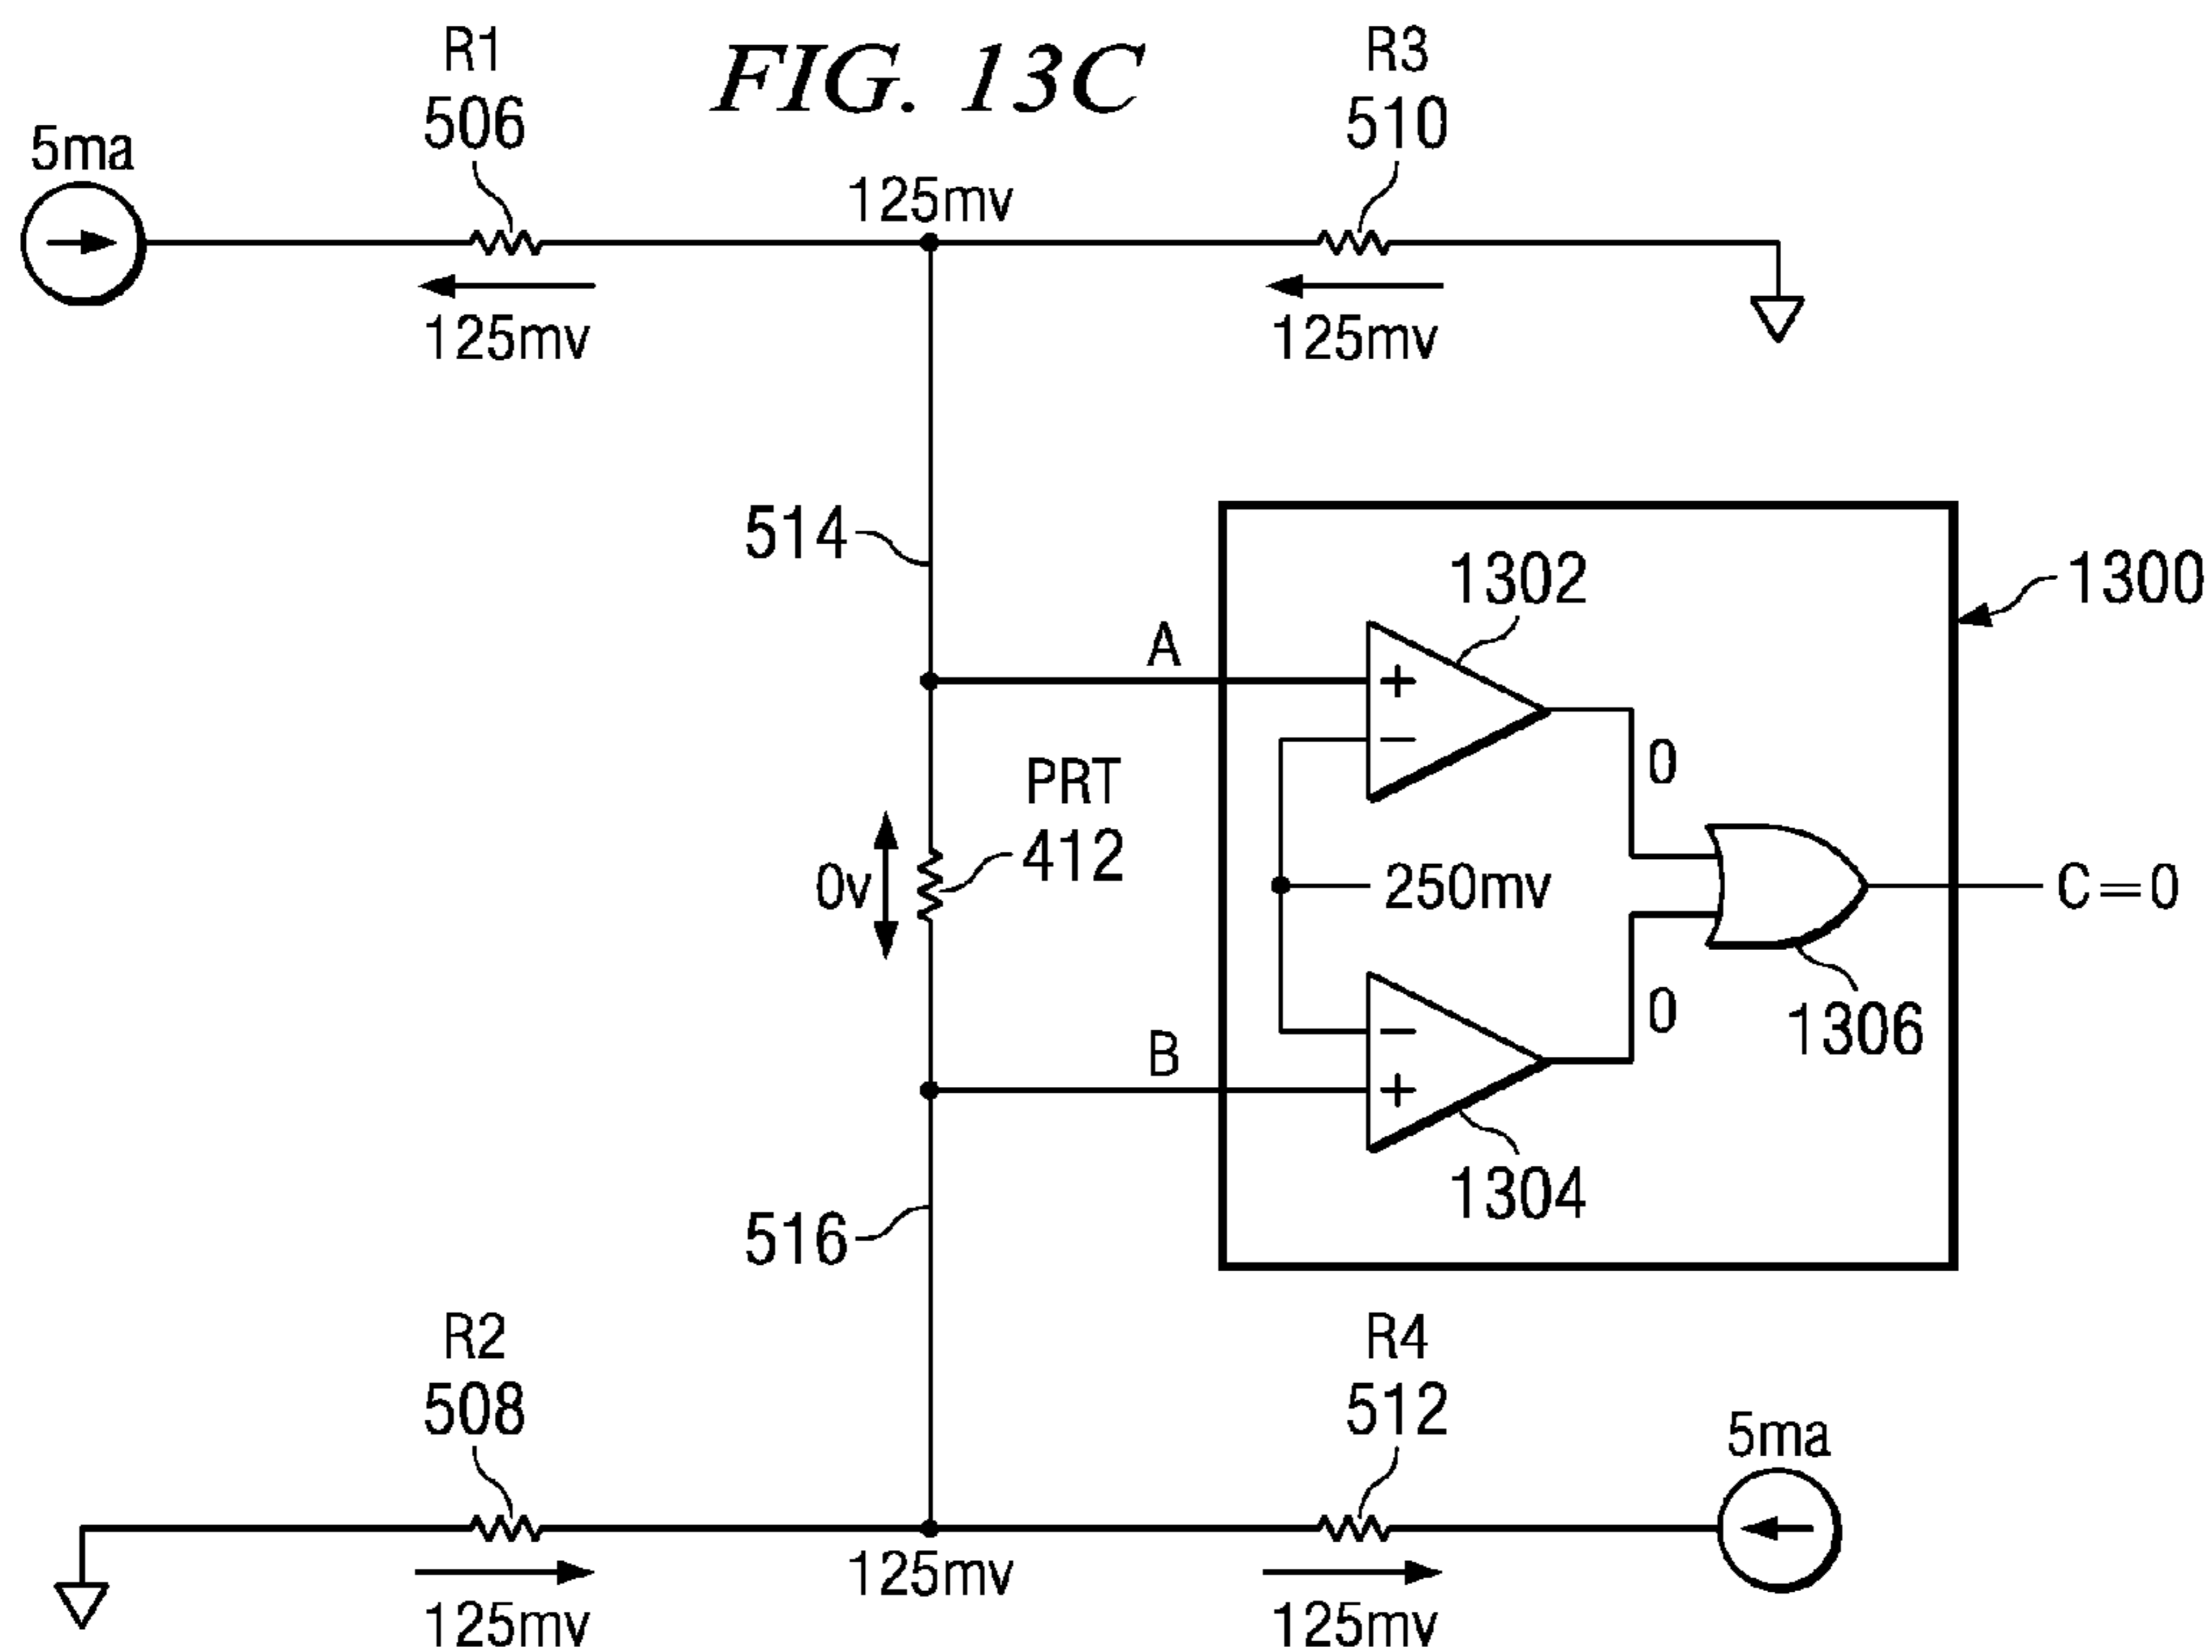 FIG. 13C
R1
506
R3
510
5ma
125mv
125mv
125mv
514
1302
1300
A
+
−
0
PRT
412
0v
250mv
C=0
−
+
0
1306
B
1304
516
R2
508
R4
512
5ma
125mv
125mv
125mv